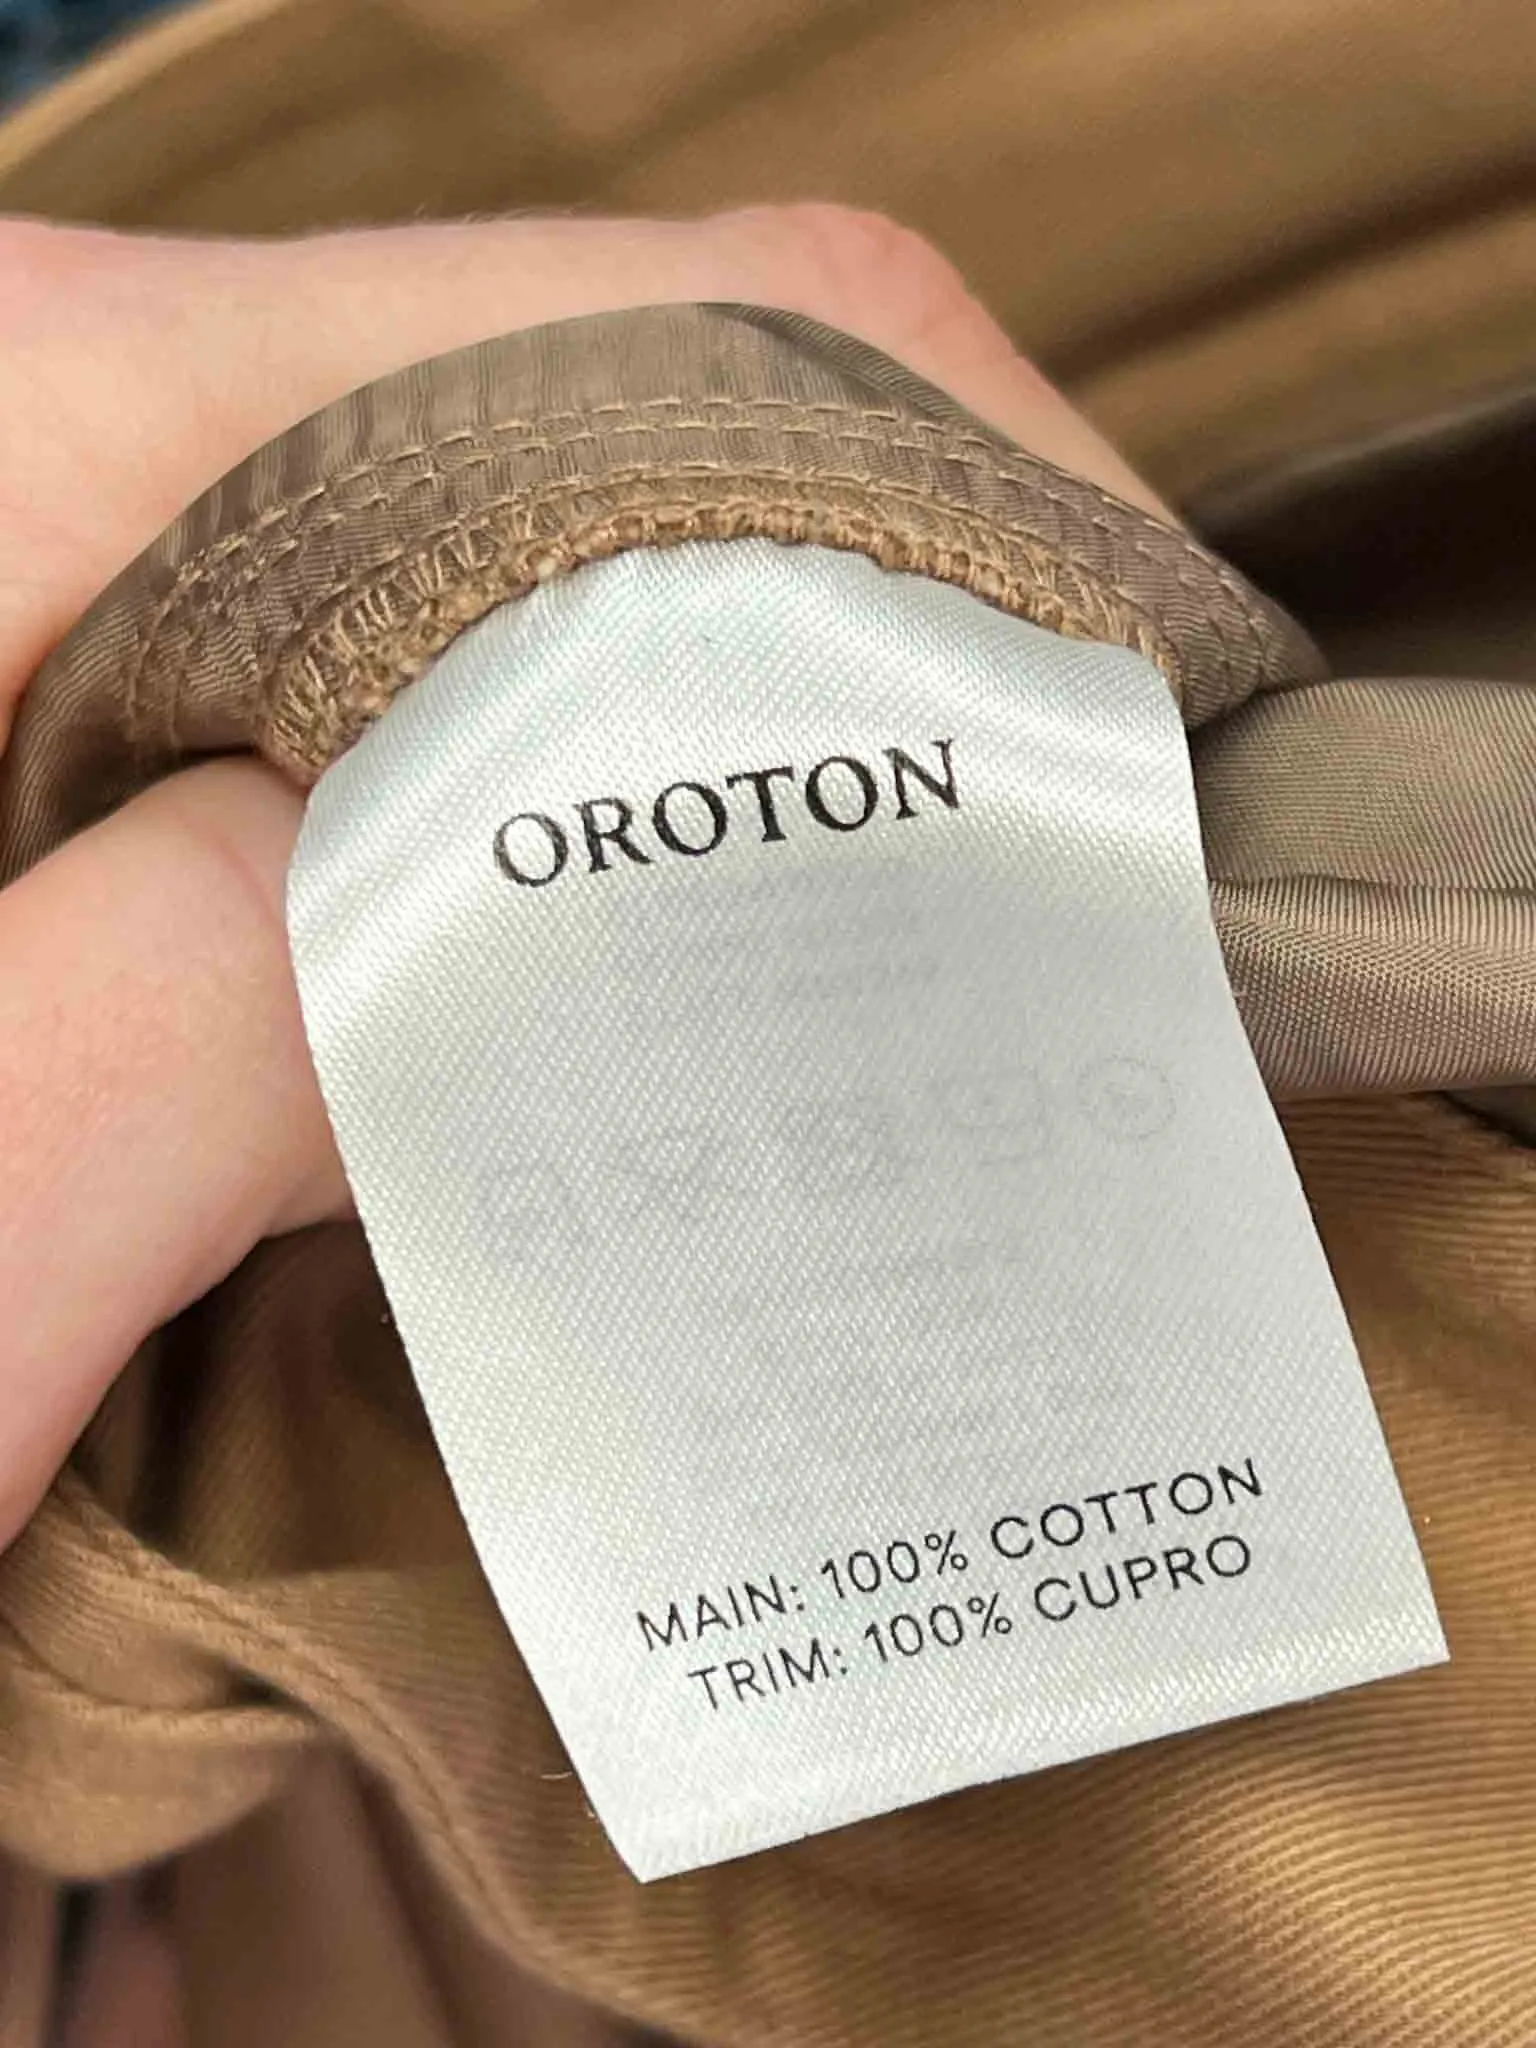 OROTON
MAIN: 100% COTTON
TRIM: 100% CUPRO